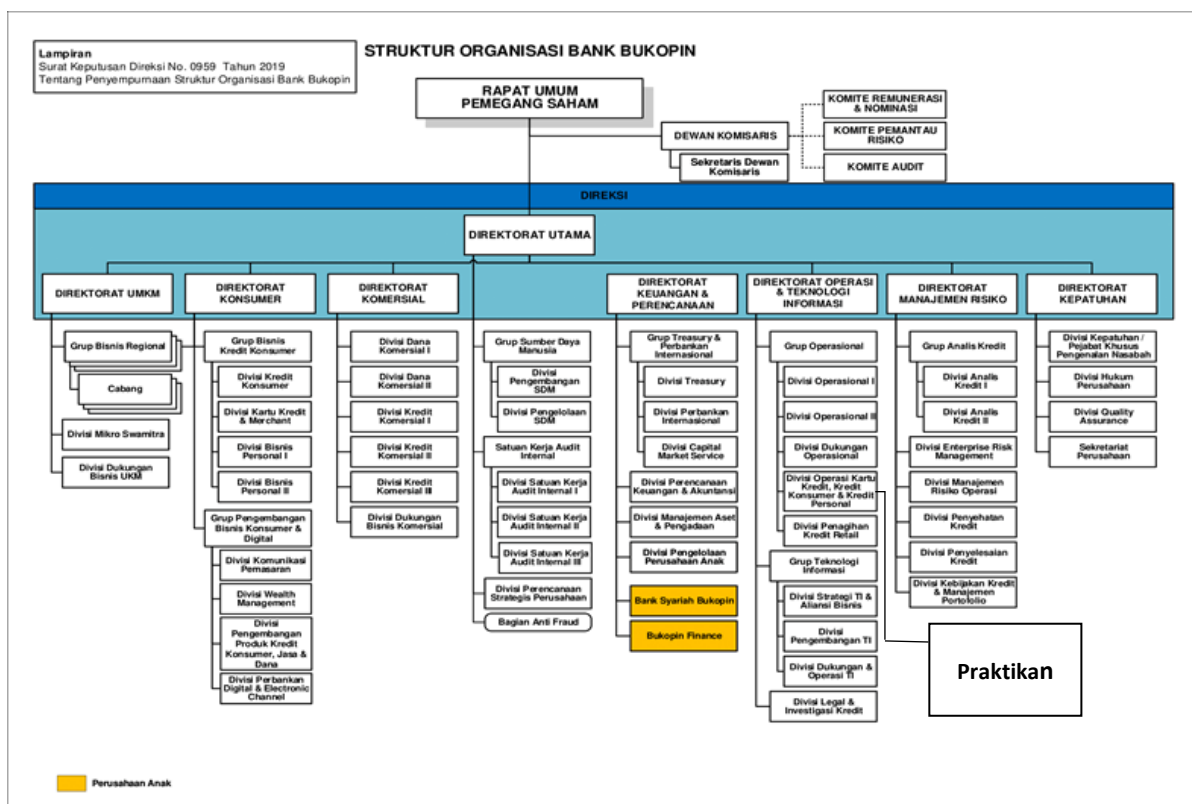 Lampiran
Surat Keputusan Direksi No. 0959 Tahun 2019
Tentang Penyempurnaan Struktur Organisasi Bank Bukopin
STRUKTUR ORGANISASI BANK BUKOPIN
RAPAT UMUM
PEMEGANG SAHAM
DEWAN KOMISARIS
Sekretaris Dewan
Komisaris
KOMITE REMUNERASI
& NOMINASI
KOMITE PEMANTAU
RISIKO
KOMITE AUDIT
DIREKSI
DIREKTORAT UTAMA
DIREKTORAT UMKM
DIREKTORAT
KONSUMER
DIREKTORAT
KOMERSIAL
DIREKTORAT
KEUANGAN &
PERENCANAAN
DIREKTORAT OPERASI
& TEKNOLOGI
INFORMASI
DIREKTORAT
MANAJEMEN RISIKO
DIREKTORAT
KEPATUHAN
Grup Bisnis Regional
Cabang
Divisi Mikro Swamitra
Divisi Dukungan
Bisnis UKM
Grup Bisnis
Kredit Konsumer
Divisi Kredit
Konsumer
Divisi Kartu Kredit
& Merchant
Divisi Bisnis
Personal I
Divisi Bisnis
Personal II
Grup Pengembangan
Bisnis Konsumer &
Digital
Divisi Komunikasi
Pemasaran
Divisi Wealth
Management
Divisi
Pengembangan
Produk Kredit
Konsumer, Jasa &
Dana
Divisi Perbankan
Digital & Electronic
Channel
Divisi Dana
Komersial I
Divisi Dana
Komersial II
Divisi Kredit
Komersial I
Divisi Kredit
Komersial II
Divisi Kredit
Komersial III
Divisi Dukungan
Bisnis Komersial
Grup Sumber Daya
Manusia
Divisi
Pengembangan
SDM
Divisi Pengelolaan
SDM
Satuan Kerja Audit
Internal
Divisi Satuan Kerja
Audit Internal I
Divisi Satuan Kerja
Audit Internal II
Divisi Satuan Kerja
Audit Internal III
Divisi Perencanaan
Strategis Perusahaan
Bagian Anti Fraud
Grup Treasury &
Perbankan
Internasional
Divisi Treasury
Divisi Perbankan
Internasional
Divisi Capital
Market Service
Divisi Perencanaan
Keuangan & Akuntansi
Divisi Manajemen Aset
& Pengadaan
Divisi Pengelolaan
Perusahaan Anak
Bank Syariah Bukopin
Bukopin Finance
Grup Operasional
Divisi Operasional I
Divisi Operasional II
Divisi Dukungan
Operasional
Divisi Operasi Kartu
Kredit, Kredit
Konsumer & Kredit
Personal
Divisi Penagihan
Kredit Retail
Grup Teknologi
Informasi
Divisi Strategi TI &
Aliansi Bisnis
Divisi
Pengembangan TI
Divisi Dukungan &
Operasi TI
Divisi Legal &
Investigasi Kredit
Grup Analis Kredit
Divisi Analis
Kredit I
Divisi Analis
Kredit II
Divisi Enterprise Risk
Management
Divisi Manajemen
Risiko Operasi
Divisi Penyehatan
Kredit
Divisi Penyelesaian
Kredit
Divisi Kebijakan Kredit
& Manajemen
Portofolio
Divisi Kepatuhan /
Pejabat Khusus
Pengenalan Nasabah
Divisi Hukum
Perusahaan
Divisi Quality
Assurance
Sekretariat
Perusahaan
Praktikan
Perusahaan Anak